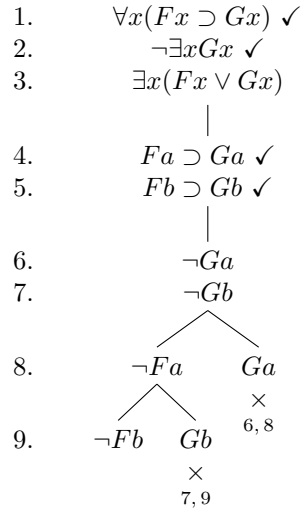 1. ∀x(Fx ⊃ Gx) ✓
2. ¬∃xGx ✓
3. ∃x(Fx ∨ Gx)
4. Fa ⊃ Ga ✓
5. Fb ⊃ Gb ✓
6. ¬Ga
7. ¬Gb
8. ¬Fa Ga
×
6, 8
9. ¬Fb Gb
×
7, 9